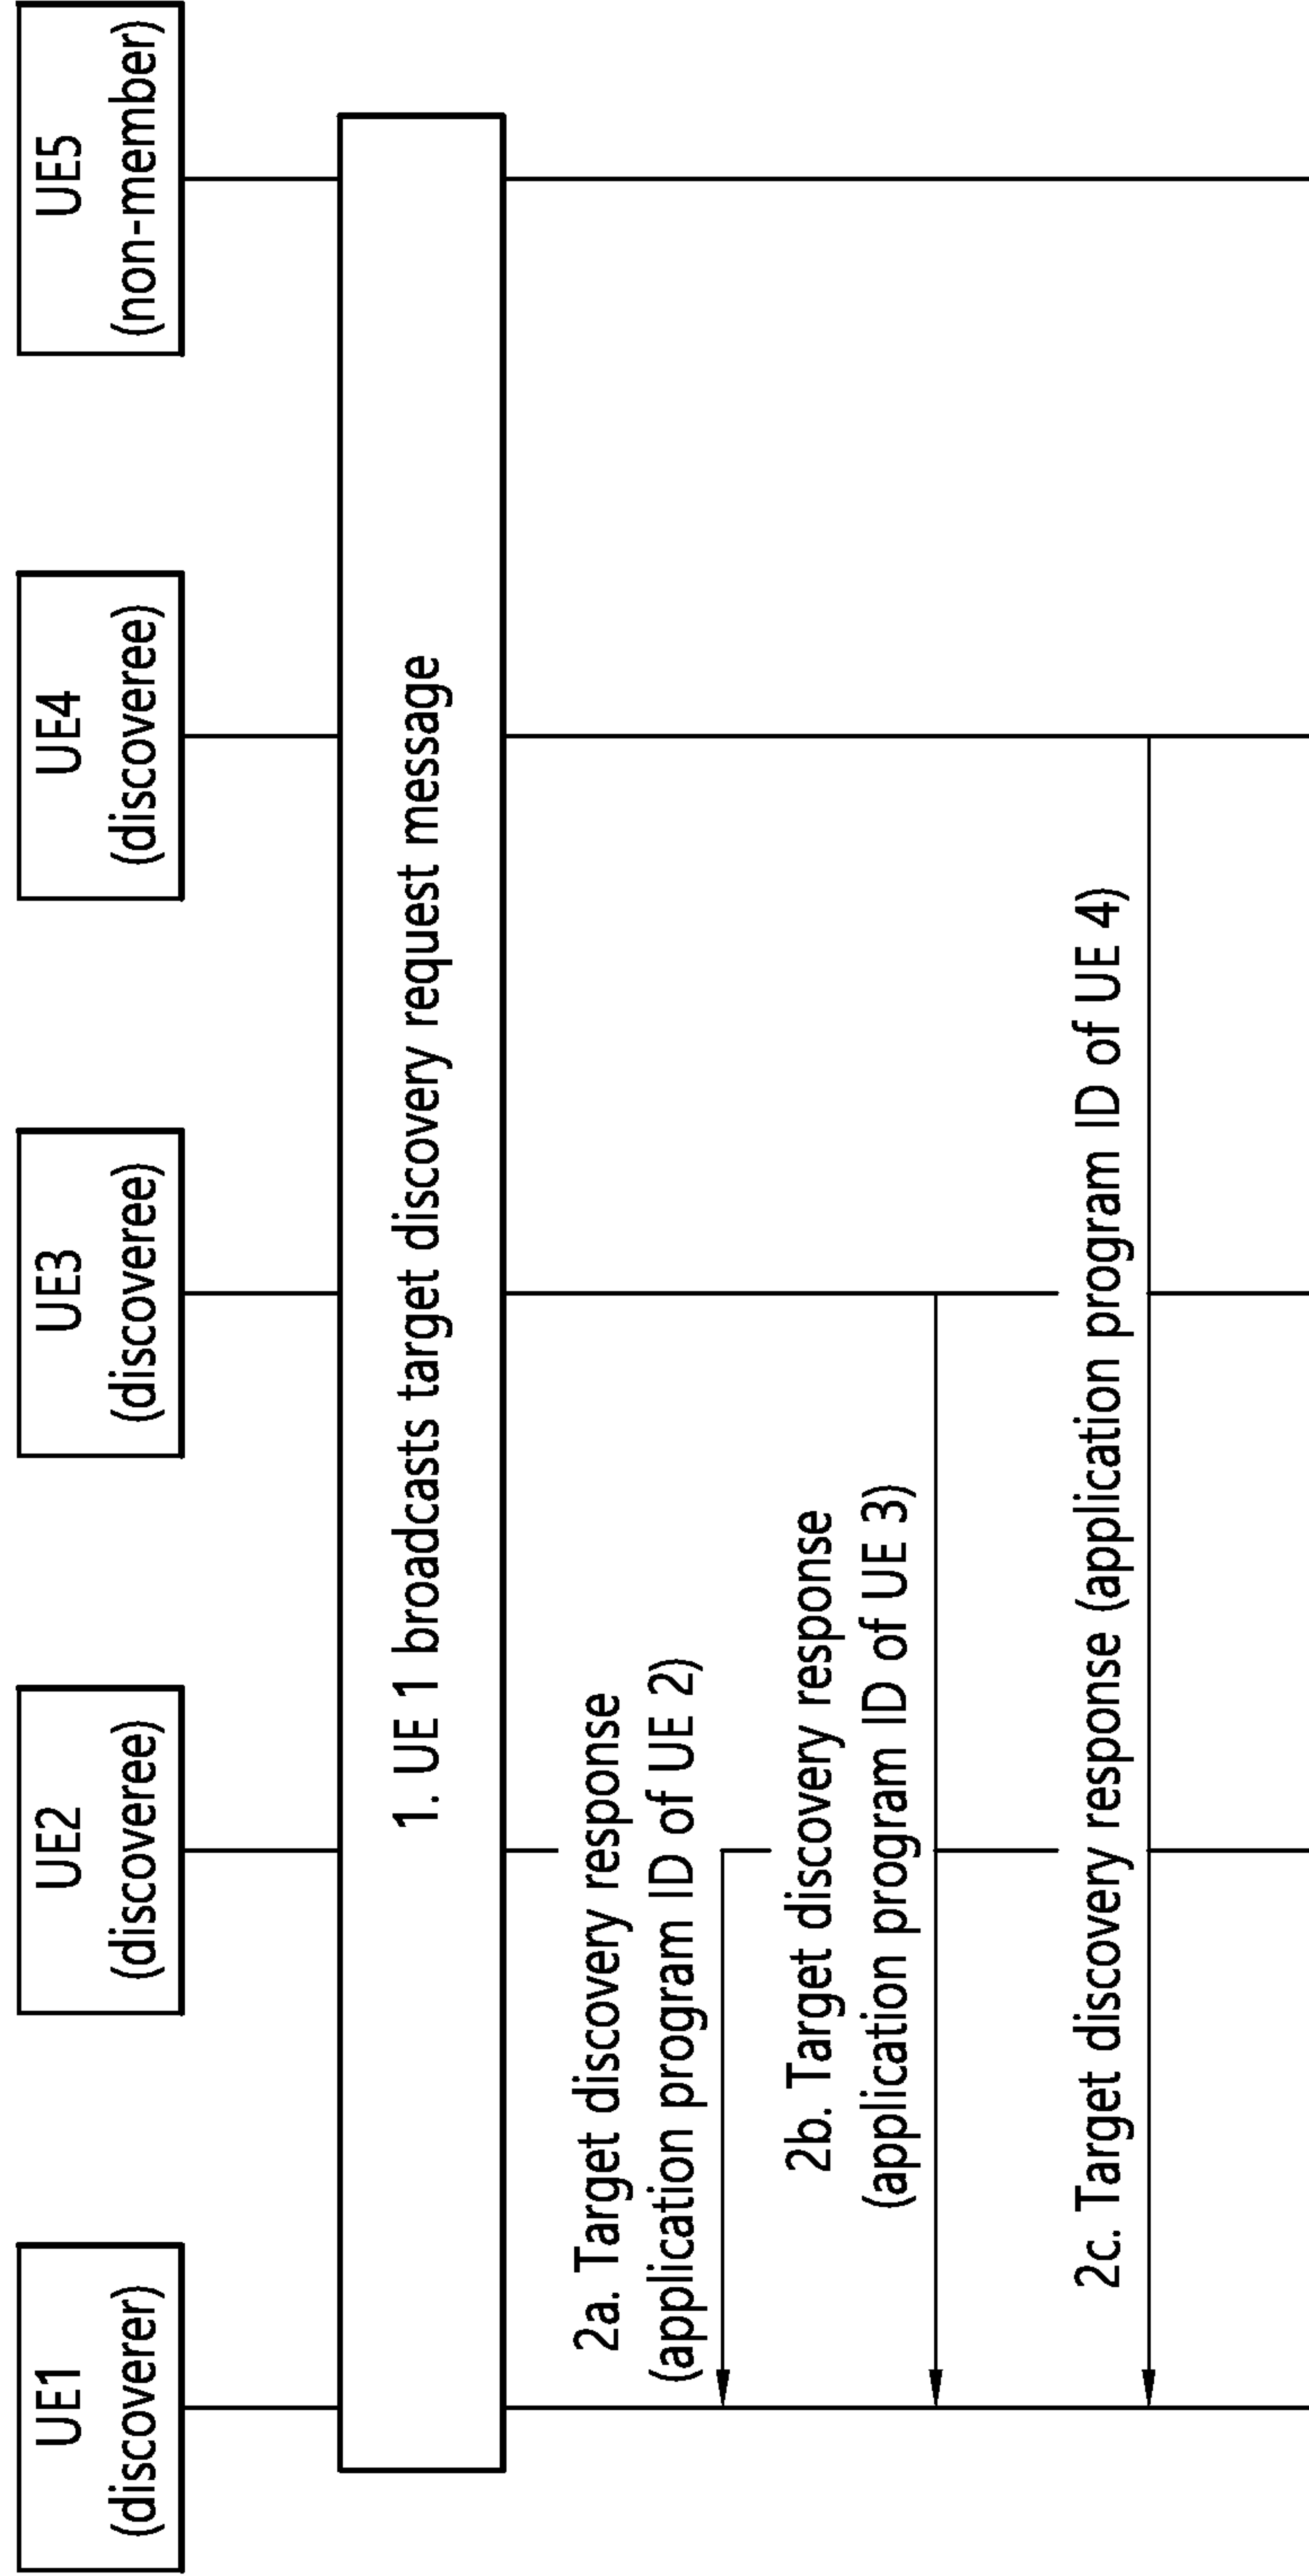 UE1
(discoverer)
UE2
(discoveree)
UE3
(discoveree)
UE4
(discoveree)
UE5
(non-member)
1. UE 1 broadcasts target discovery request message
2a. Target discovery response
(application program ID of UE 2)
2b. Target discovery response
(application program ID of UE 3)
2c. Target discovery response (application program ID of UE 4)